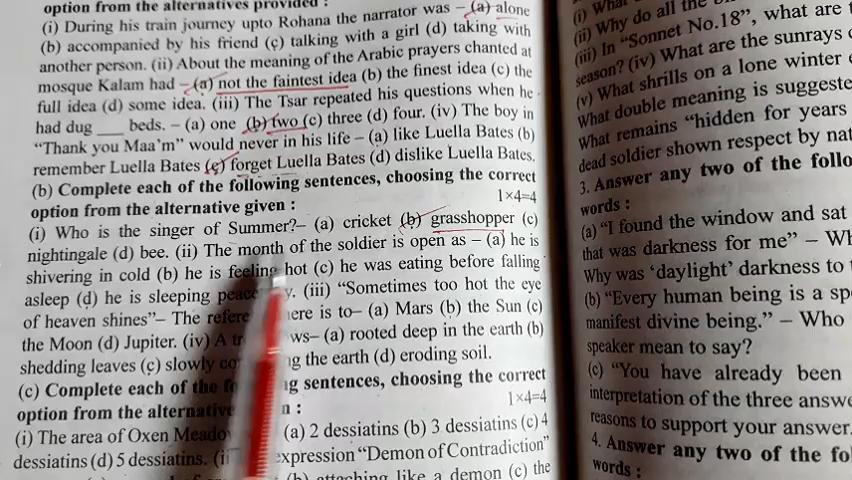 option from the alternatives provided :
(i) During his train journey upto Rohana the narrator was – (a) alone
(b) accompanied by his friend (c) talking with a girl (d) taking with
another person. (ii) About the meaning of the Arabic prayers chanted at
mosque Kalam had – (a) not the faintest idea (b) the finest idea (c) the
full idea (d) some idea. (iii) The Tsar repeated his questions when he
had dug ___ beds. – (a) one (b) two (c) three (d) four. (iv) The boy in
"Thank you Maa'm" would never in his life – (a) like Luella Bates (b)
remember Luella Bates (c) forget Luella Bates (d) dislike Luella Bates.
(b) Complete each of the following sentences, choosing the correct
option from the alternative given : 1×4=4
(i) Who is the singer of Summer?– (a) cricket (b) grasshopper (c)
nightingale (d) bee. (ii) The month of the soldier is open as – (a) he is
shivering in cold (b) he is feeling hot (c) he was eating before falling
asleep (d) he is sleeping (iii) "Sometimes too hot the eye
of heaven shines"– The is to– (a) Mars (b) the Sun (c)
the Moon (d) Jupiter. (iv) A – (a) rooted deep in the earth (b)
shedding leaves (c) slowly the earth (d) eroding soil.
(c) Complete each of the sentences, choosing the correct
option from the : 1×4=4
(i) The area of Oxen (a) 2 dessiatins (b) 3 dessiatins (c) 4
dessiatins (d) 5 dessiatins. expression "Demon of Contradiction"
(b) attaching like a demon (c) the
(i) What
(ii) Why do all the
(iii) In "Sonnet No.18", what are
season? (iv) What are the sunrays
(v) What shrills on a lone winter
What double meaning is
What remains "hidden for years
dead soldier shown respect by
3. Answer any two of the
words :
(a) "I found the window and sat
that was darkness for me" –
Why was 'daylight' darkness to
(b) "Every human being is a
manifest divine being." – Who
speaker mean to say?
(c) "You have already been
interpretation of the three
reasons to support your answer.
4. Answer any two of the
words :